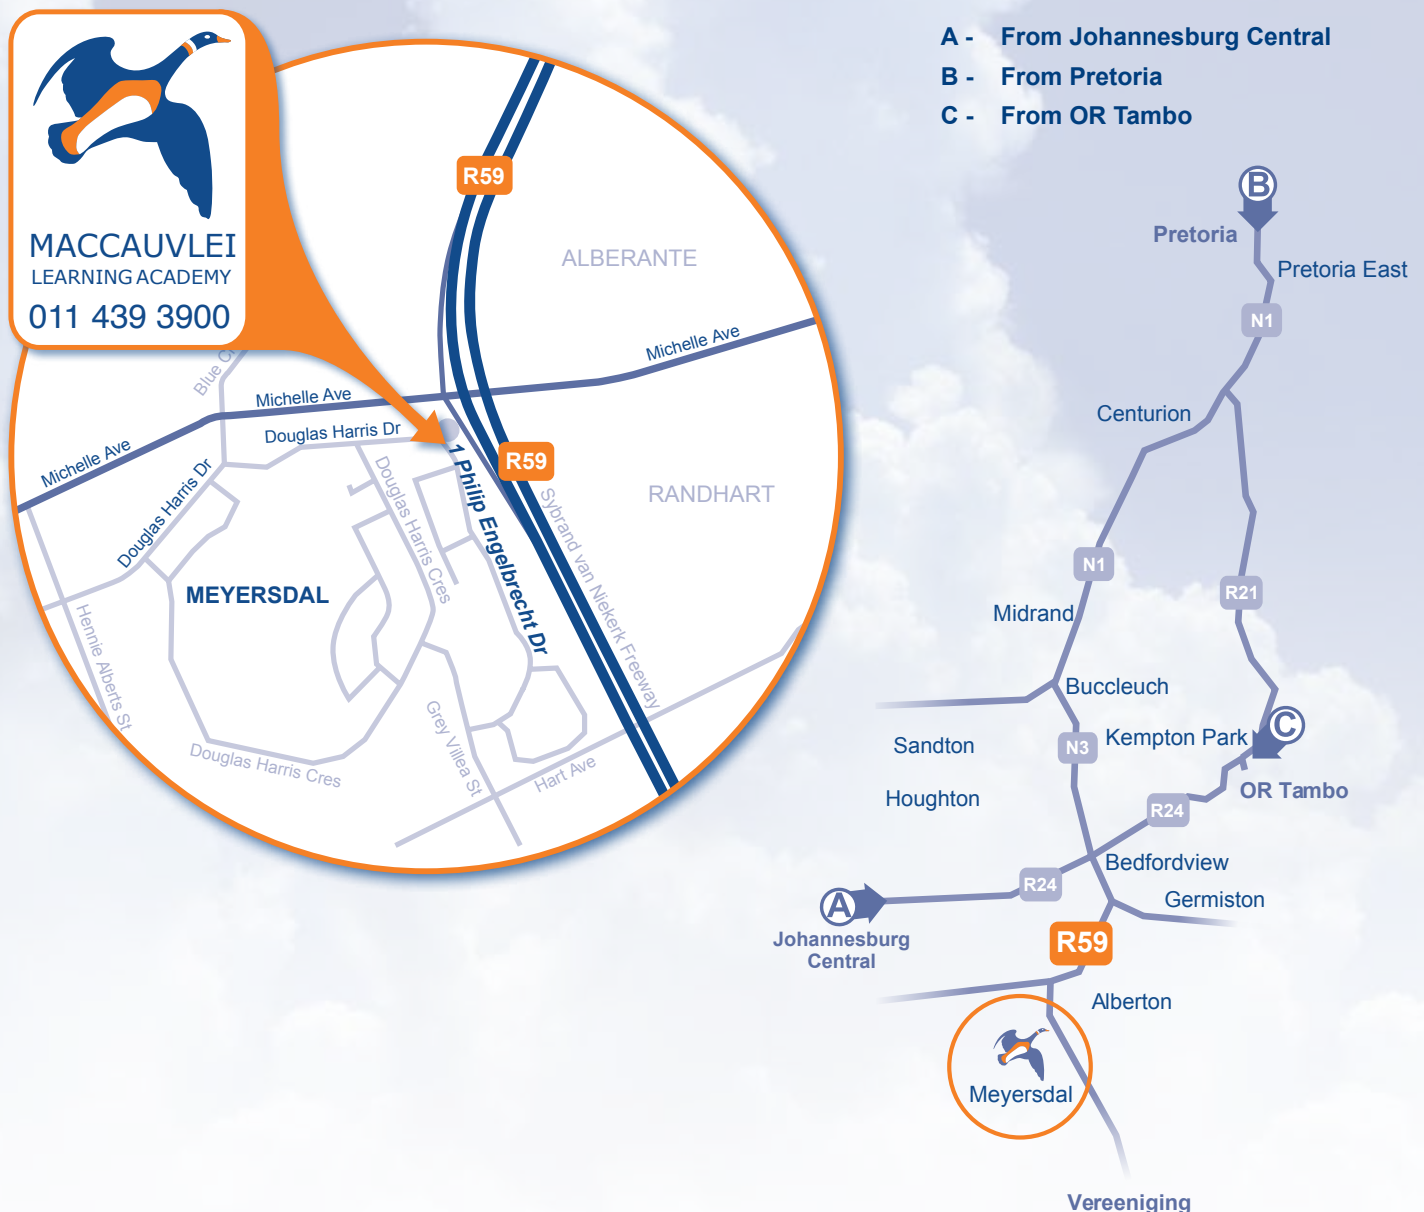 MACCAUVLEI
LEARNING ACADEMY
011 439 3900
A - From Johannesburg Central
B - From Pretoria
C - From OR Tambo
R59
ALBERANTE
Michelle Ave
Blue
Michelle Ave
Michelle Ave
Douglas Harris Dr
Douglas Harris Dr
R59
RANDHART
1 Philip Engelbrecht Dr
Douglas Harris Cres
Sybrand van Niekerk Freeway
MEYERSDAL
Hennie Alberts St
Douglas Harris Cres
Grey Villea St
Hart Ave
B
Pretoria
Pretoria East
N1
Centurion
N1
R21
Midrand
Buccleuch
Sandton
N3
Kempton Park
C
Houghton
OR Tambo
R24
Bedfordview
R24
Germiston
A
Johannesburg
Central
R59
Alberton
Meyersdal
Vereeniging